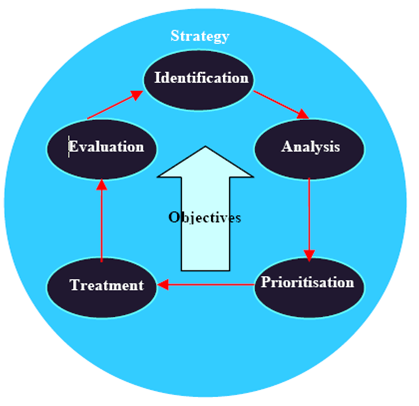 Strategy
Identification
Evaluation
Analysis
Objectives
Treatment
Prioritisation